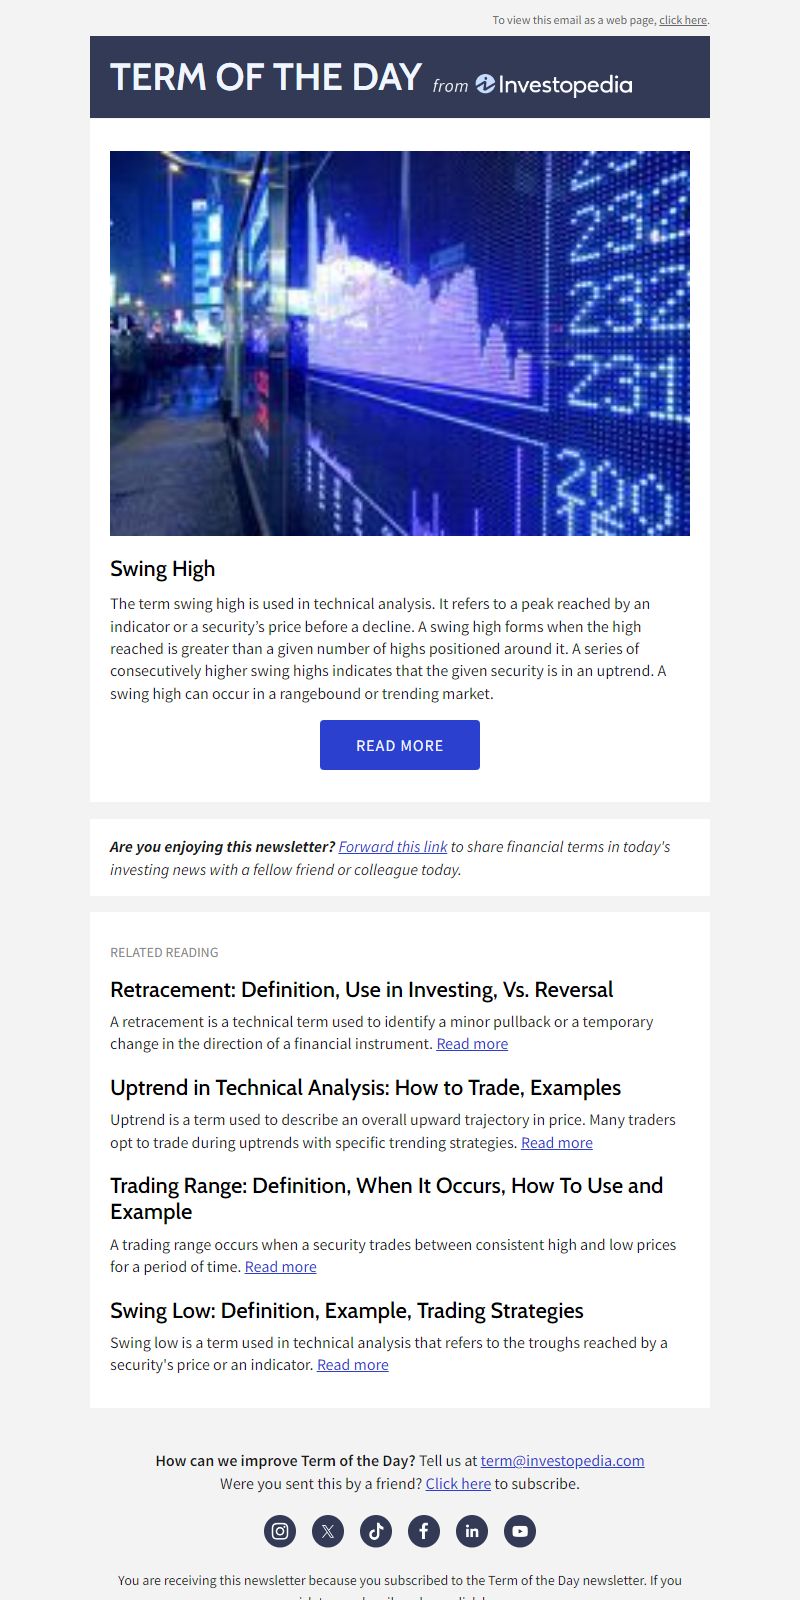 To view this email as a web page, click here.
TERM OF THE DAY from Investopedia
232
232
232
231
200
Swing High
The term swing high is used in technical analysis. It refers to a peak reached by an
indicator or a security’s price before a decline. A swing high forms when the high
reached is greater than a given number of highs positioned around it. A series of
consecutively higher swing highs indicates that the given security is in an uptrend. A
swing high can occur in a rangebound or trending market.
READ MORE
Are you enjoying this newsletter? Forward this link to share financial terms in today's
investing news with a fellow friend or colleague today.
RELATED READING
Retracement: Definition, Use in Investing, Vs. Reversal
A retracement is a technical term used to identify a minor pullback or a temporary
change in the direction of a financial instrument. Read more
Uptrend in Technical Analysis: How to Trade, Examples
Uptrend is a term used to describe an overall upward trajectory in price. Many traders
opt to trade during uptrends with specific trending strategies. Read more
Trading Range: Definition, When It Occurs, How To Use and
Example
A trading range occurs when a security trades between consistent high and low prices
for a period of time. Read more
Swing Low: Definition, Example, Trading Strategies
Swing low is a term used in technical analysis that refers to the troughs reached by a
security's price or an indicator. Read more
How can we improve Term of the Day? Tell us at term@investopedia.com
Were you sent this by a friend? Click here to subscribe.
You are receiving this newsletter because you subscribed to the Term of the Day newsletter. If you